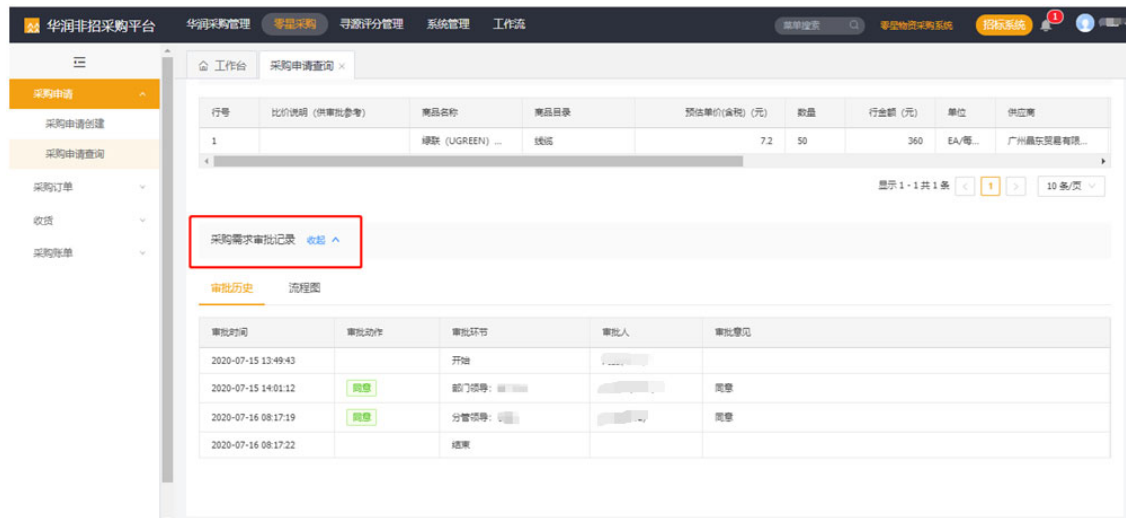 华润非招采购平台 华润采购管理 零星采购 寻源评分管理 系统管理 工作流 菜单搜索 零星物资采购系统 招标系统 1
工作台 采购申请查询 ×
采购申请
采购申请创建
采购申请查询
采购订单
收货
采购账单
行号 比价说明（供审批参考） 商品名称 商品目录 预估单价(含税)（元） 数量 行金额（元） 单位 供应商
1 绿联（UGREEN）... 线缆 7.2 50 360 EA/每... 广州晶东贸易有限...
显示 1 - 1 共 1 条 < 1 > 10 条/页
采购需求审批记录 收起
审批历史 流程图
审批时间 审批动作 审批环节 审批人 审批意见
2020-07-15 13:49:43 开始
2020-07-15 14:01:12 同意 部门领导: 同意
2020-07-16 08:17:19 同意 分管领导: 同意
2020-07-16 08:17:22 结束